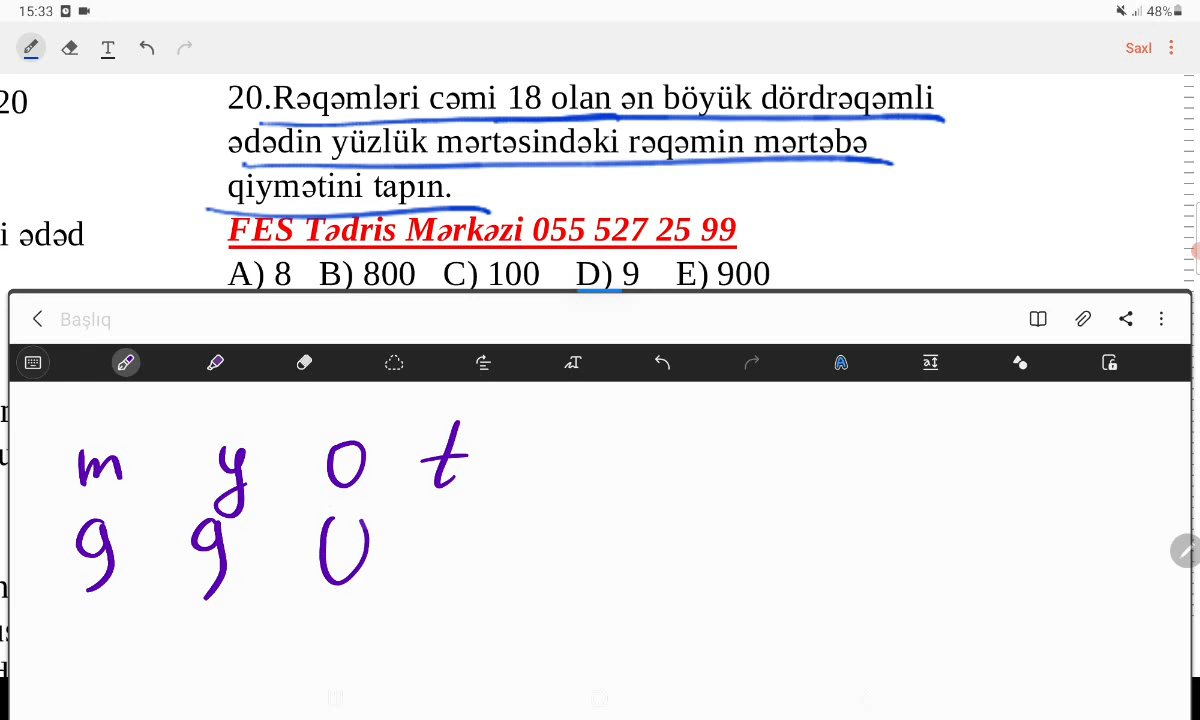 15:33 48%
Saxl
20
20.Rəqəmləri cəmi 18 olan ən böyük dördrəqəmli
ədədin yüzlük mərtəsindəki rəqəmin mərtəbə
qiymətini tapın.
i ədəd
FES Tədris Mərkəzi 055 527 25 99
A) 8 B) 800 C) 100 D) 9 E) 900
Başlıq
m y o t
9 9 0